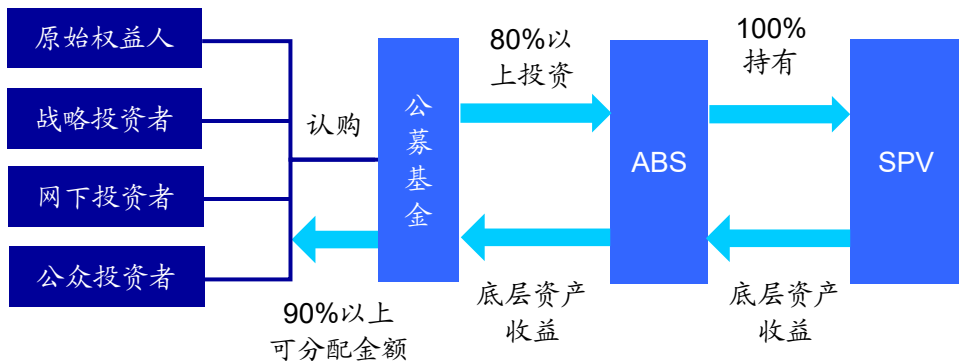 原始权益人
战略投资者
网下投资者
公众投资者
认购
90%以上
可分配金额
公
募
基
金
80%以
上投资
底层资产
收益
ABS
100%
持有
底层资产
收益
SPV